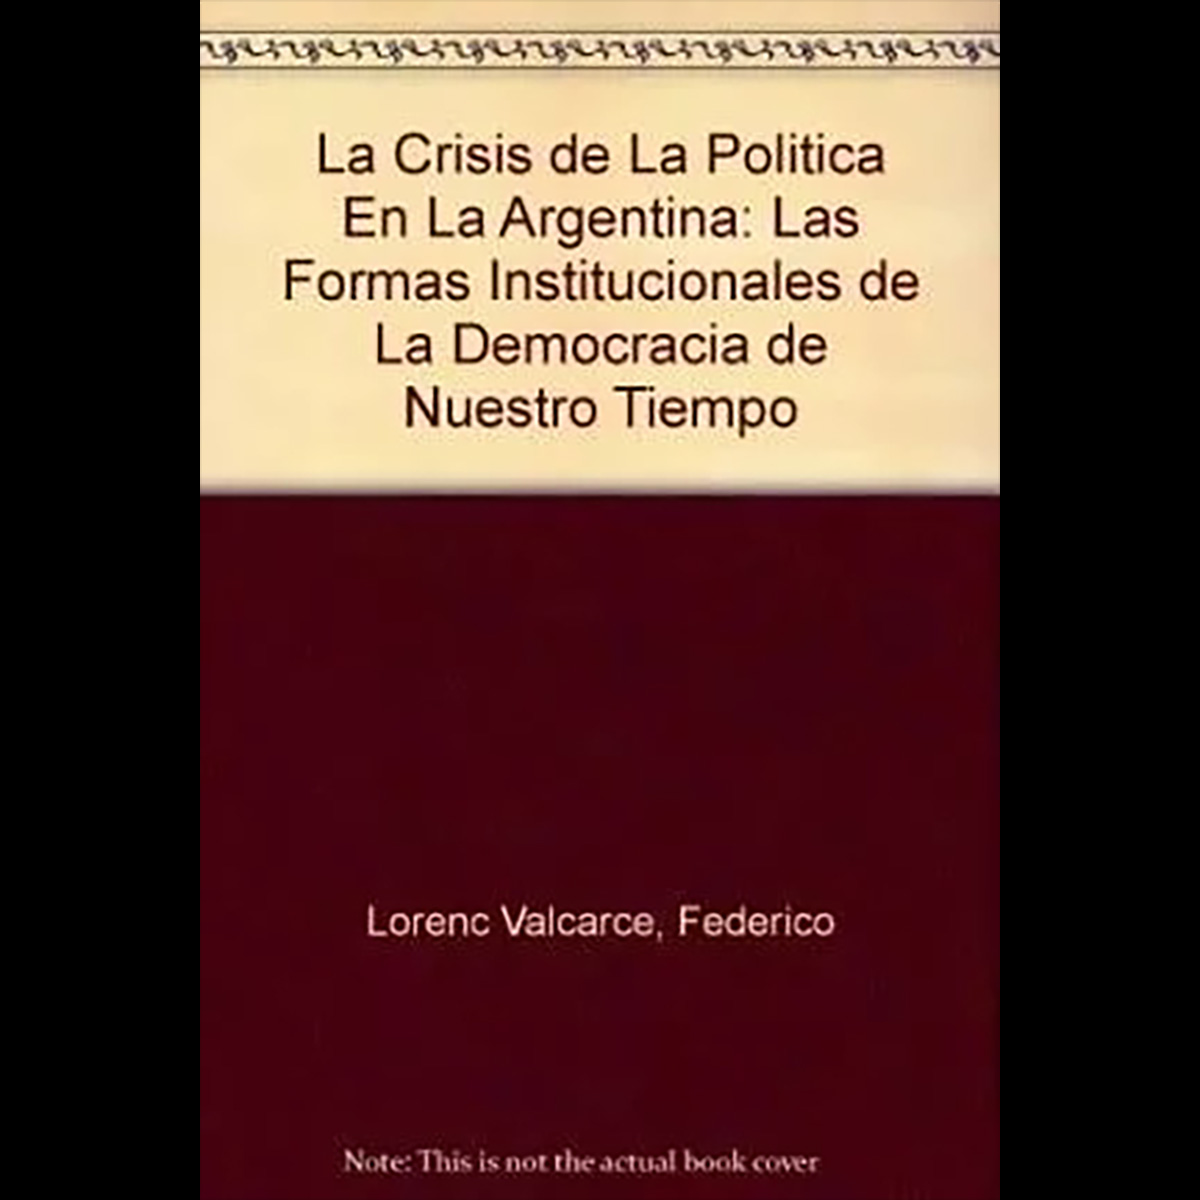 La Crisis de La Politica
En La Argentina: Las
Formas Institucionales de
La Democracia de
Nuestro Tiempo
Lorenc Valcarce, Federico
Note: This is not the actual book cover